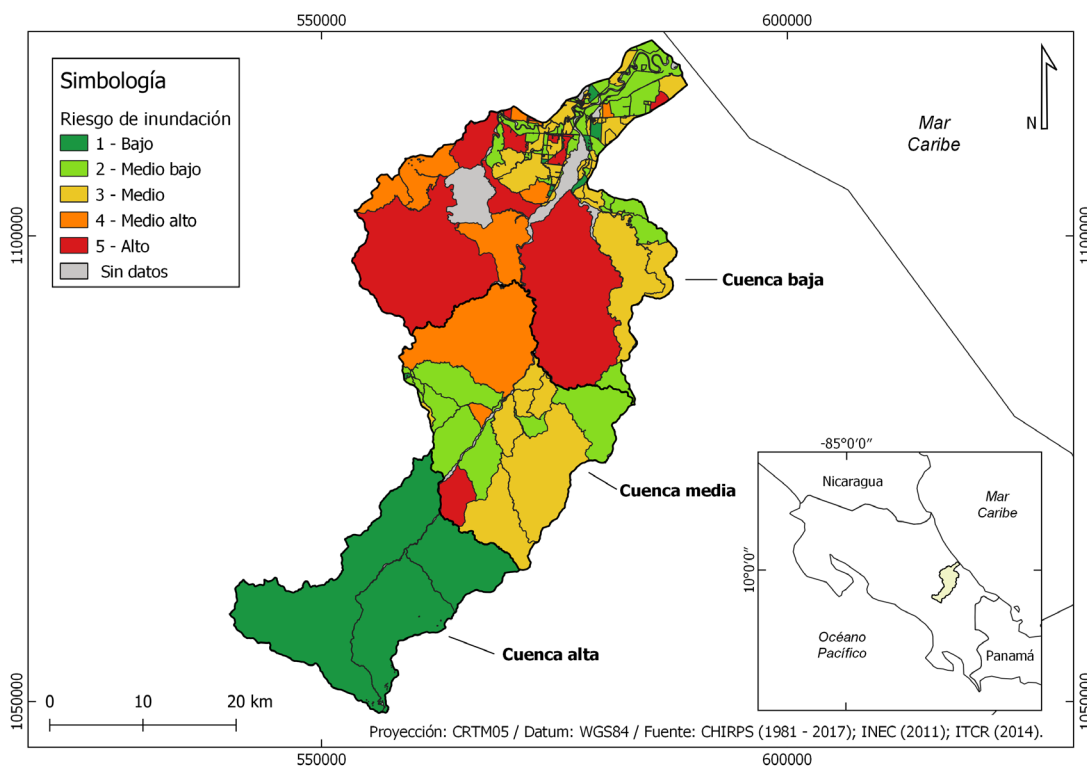 550000
600000
Simbología
Riesgo de inundación
1 - Bajo
2 - Medio bajo
3 - Medio
4 - Medio alto
5 - Alto
Sin datos
N
Mar
Caribe
1100000
1100000
Cuenca baja
Cuenca media
Cuenca alta
-85°0'0''
Nicaragua
Mar
Caribe
10°0'0''
Océano
Pacífico
Panamá
1050000
1050000
0 10 20 km
Proyección: CRTM05 / Datum: WGS84 / Fuente: CHIRPS (1981 - 2017); INEC (2011); ITCR (2014).
550000
600000